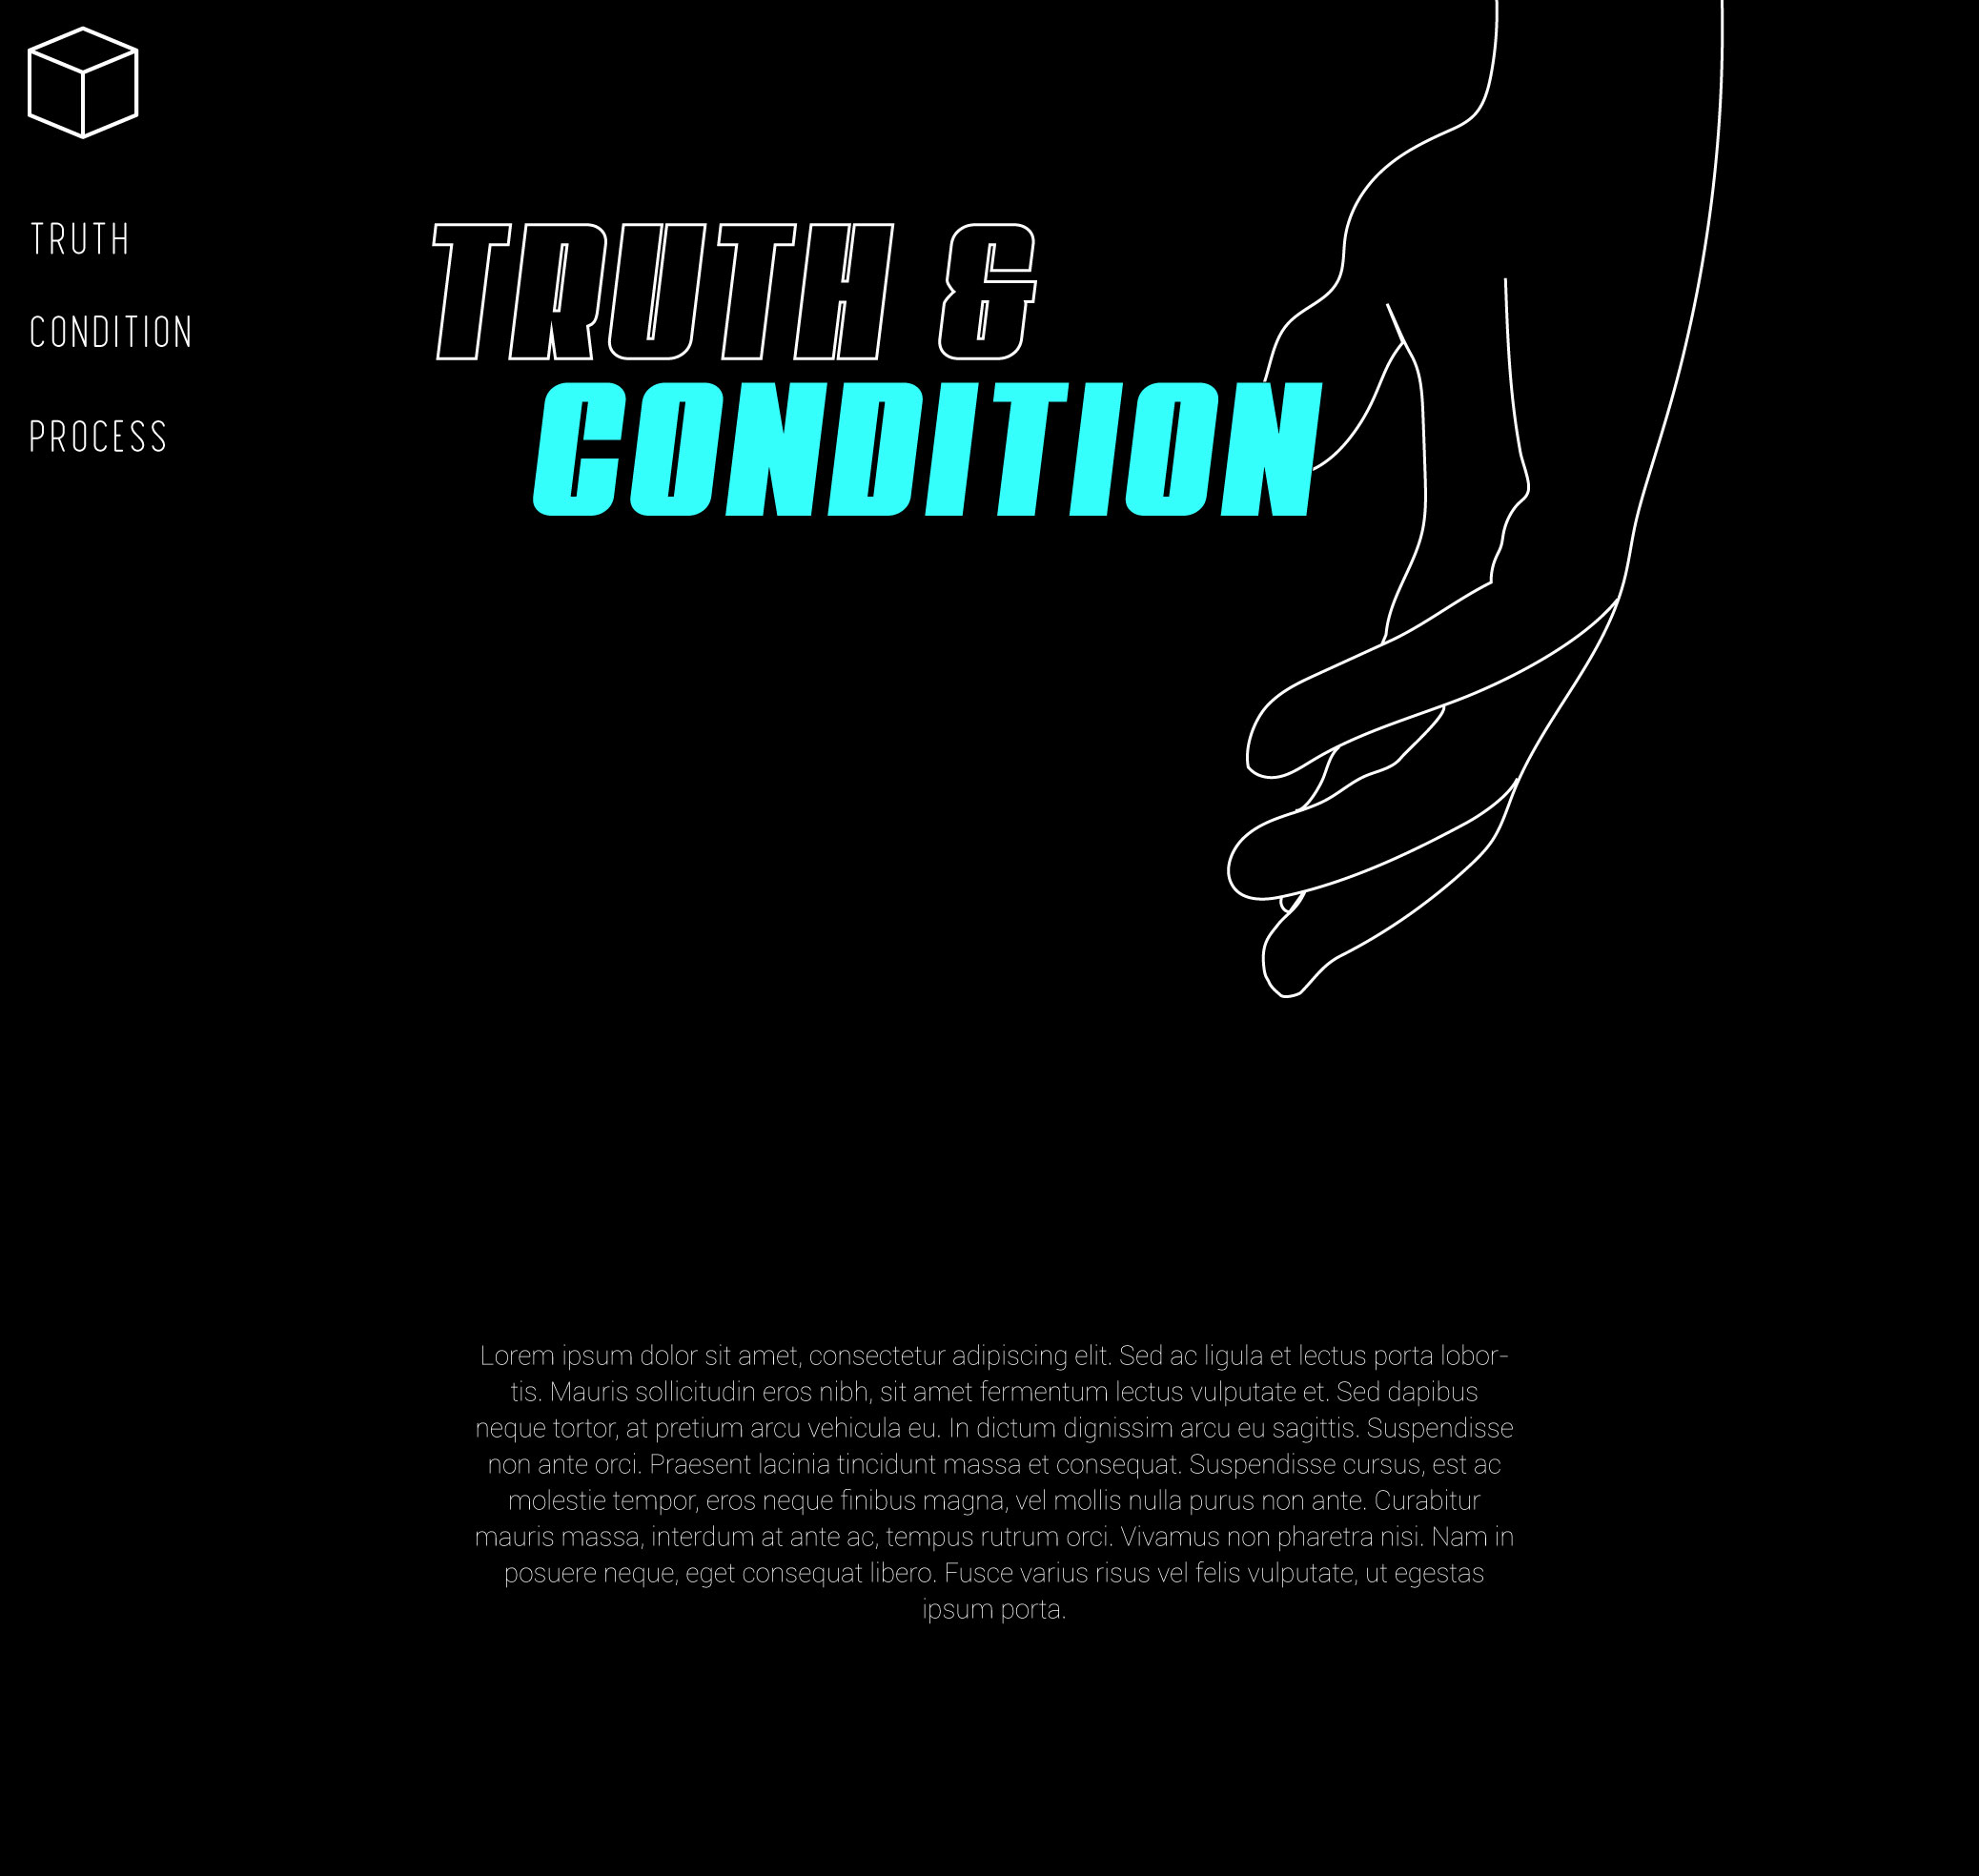 TRUTH
CONDITION
PROCESS
TRUTH &
CONDITION
Lorem ipsum dolor sit amet, consectetur adipiscing elit. Sed ac ligula et lectus porta lobor-
tis. Mauris sollicitudin eros nibh, sit amet fermentum lectus vulputate et. Sed dapibus
neque tortor, at pretium arcu vehicula eu. In dictum dignissim arcu eu sagittis. Suspendisse
non ante orci. Praesent lacinia tincidunt massa et consequat. Suspendisse cursus, est ac
molestie tempor, eros neque finibus magna, vel mollis nulla purus non ante. Curabitur
mauris massa, interdum at ante ac, tempus rutrum orci. Vivamus non pharetra nisi. Nam in
posuere neque, eget consequat libero. Fusce varius risus vel felis vulputate, ut egestas
ipsum porta.